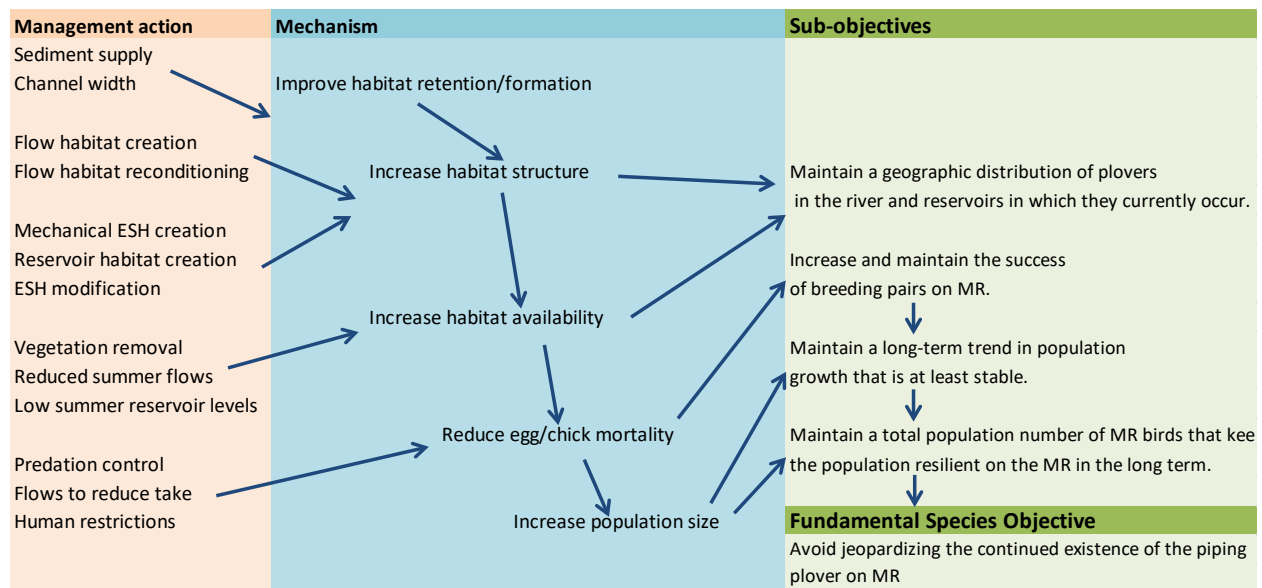 Management action
Sediment supply
Channel width
Flow habitat creation
Flow habitat reconditioning
Mechanical ESH creation
Reservoir habitat creation
ESH modification
Vegetation removal
Reduced summer flows
Low summer reservoir levels
Predation control
Flows to reduce take
Human restrictions
Mechanism
Improve habitat retention/formation
Increase habitat structure
Increase habitat availability
Reduce egg/chick mortality
Increase population size
Sub-objectives
Maintain a geographic distribution of plovers
in the river and reservoirs in which they currently occur.
Increase and maintain the success
of breeding pairs on MR.
Maintain a long-term trend in population
growth that is at least stable.
Maintain a total population number of MR birds that kee
the population resilient on the MR in the long term.
Fundamental Species Objective
Avoid jeopardizing the continued existence of the piping
plover on MR